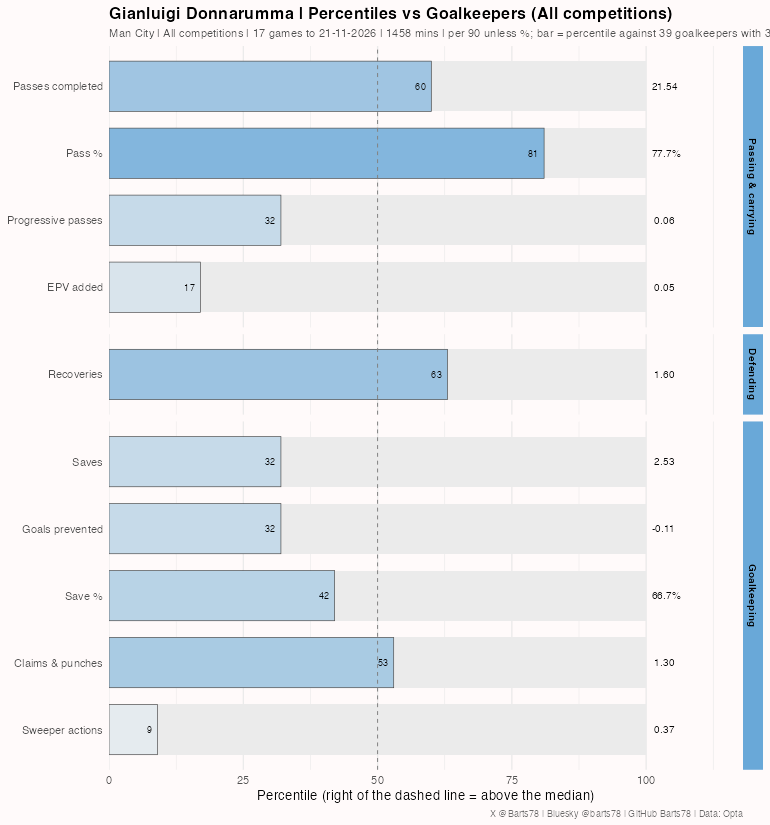 Gianluigi Donnarumma | Percentiles vs Goalkeepers (All competitions)
Man City | All competitions | 17 games to 21-11-2026 | 1458 mins | per 90 unless %; bar = percentile against 39 goalkeepers with 3
Passes completed 60 21.54
Pass % 81 77.7%
Progressive passes 32 0.06
EPV added 17 0.05
Passing & carrying
Recoveries 63 1.60
Defending
Saves 32 2.53
Goals prevented 32 -0.11
Save % 42 66.7%
Claims & punches 53 1.30
Sweeper actions 9 0.37
Goalkeeping
0 25 50 75 100
Percentile (right of the dashed line = above the median)
X @Barts78 | Bluesky @barts78 | GitHub Barts78 | Data: Opta